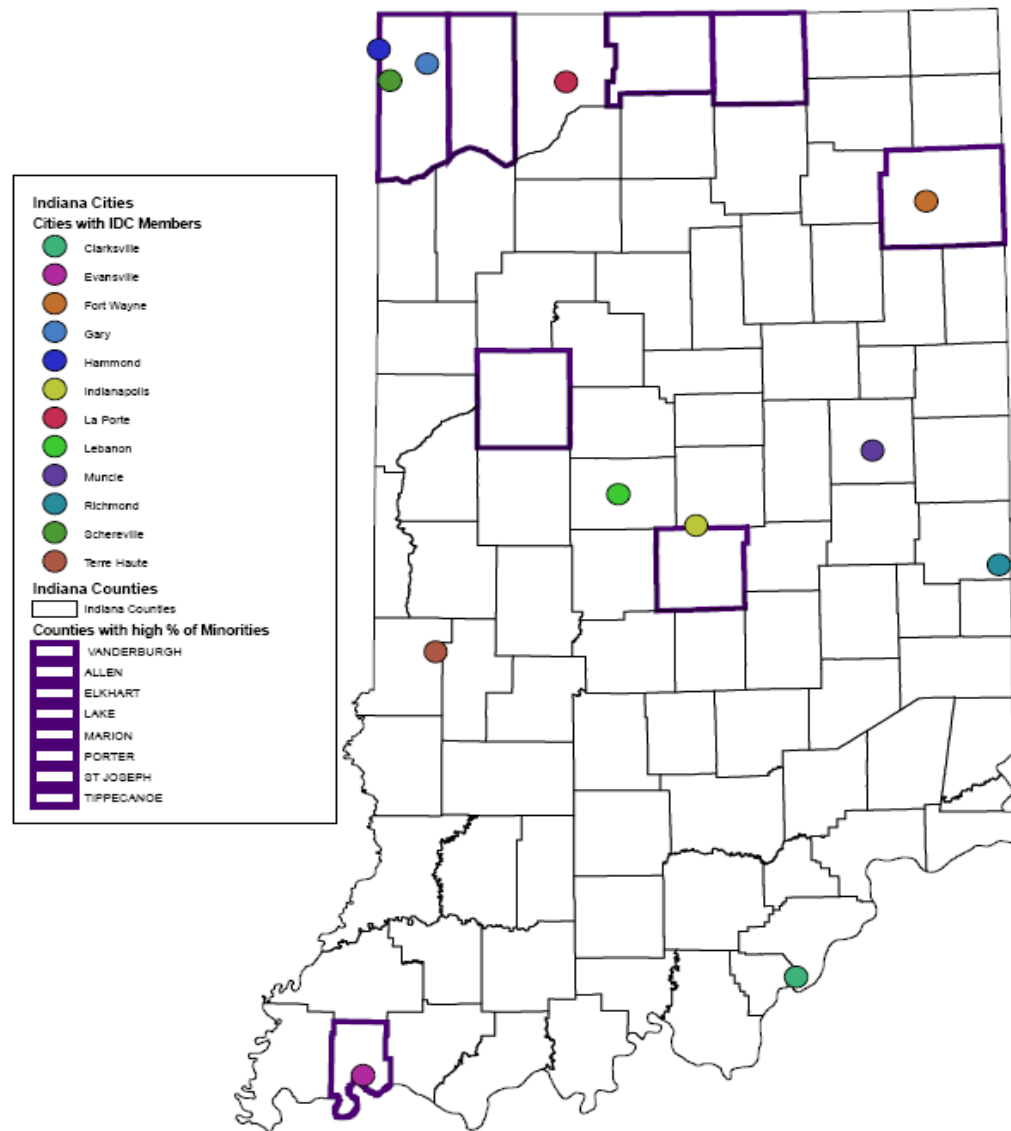 Indiana Cities
Cities with IDC Members
Clarksville
Evansville
Fort Wayne
Gary
Hammond
Indianapolis
La Porte
Lebanon
Muncie
Richmond
Schereville
Terre Haute
Indiana Counties
Indiana Counties
Counties with high % of Minorities
VANDERBURGH
ALLEN
ELKHART
LAKE
MARION
PORTER
ST JOSEPH
TIPPECANOE